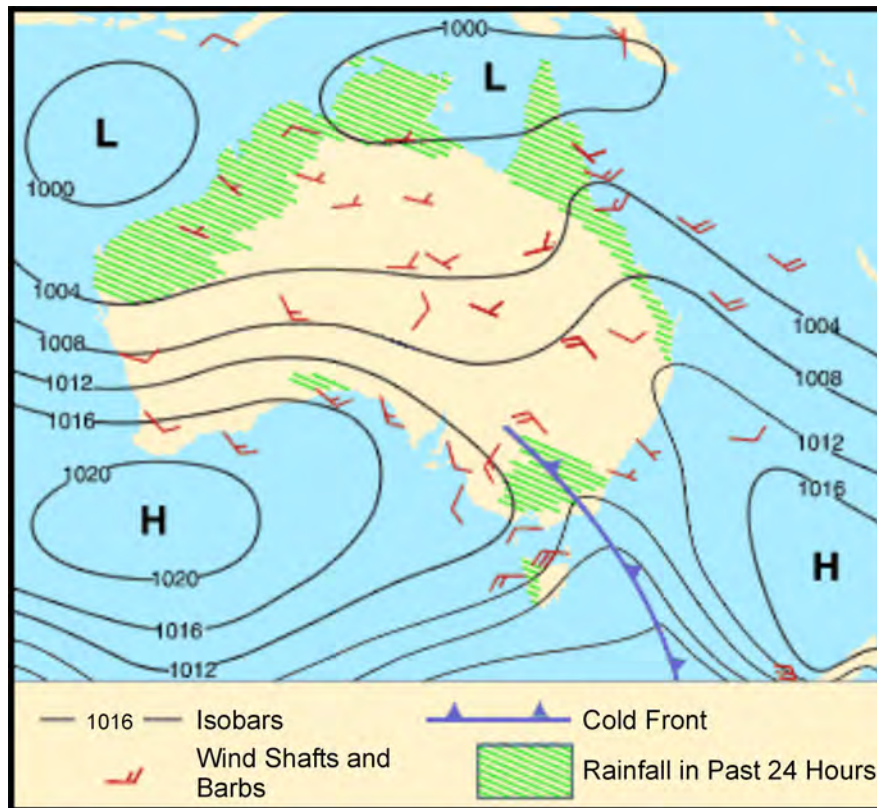 1000
L
L
1000
1004
1004
1008
1008
1012
1012
1016
1016
1020
H
H
1020
1016
1012
1016 Isobars
Cold Front
Wind Shafts and
Barbs
Rainfall in Past 24 Hours